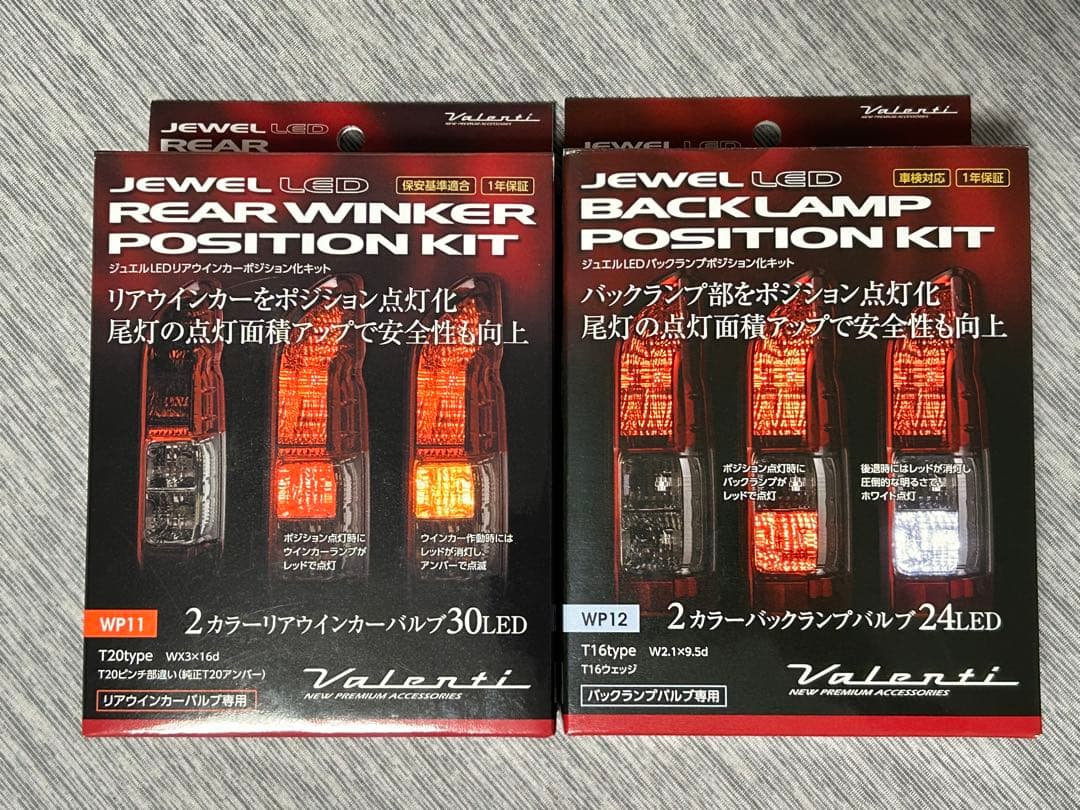 JEWEL LED
REAR
Valenti
NEW PREMIUM ACCESSORIES
JEWEL LED
保安基準適合
1年保証
REAR WINKER
POSITION KIT
ジュエルLEDリアウインカーポジション化キット
リアウインカーをポジション点灯化
尾灯の点灯面積アップで安全性も向上
ポジション点灯時に
ウインカーランプが
レッドで点灯
ウインカー作動時には
レッドが消灯し、
アンバーで点滅
WP11
2カラーリアウインカーバルブ30LED
T20type WX3×16d
T20ピンチ部違い(純正T20アンバー)
リアウインカーバルブ専用
Valenti
NEW PREMIUM ACCESSORIES
JEWEL LED
Valenti
NEW PREMIUM ACCESSORIES
JEWEL LED
車検対応
1年保証
BACK LAMP
POSITION KIT
ジュエルLEDバックランプポジション化キット
バックランプ部をポジション点灯化
尾灯の点灯面積アップで安全性も向上
ポジション点灯時に
バックランプが
レッドで点灯
後退時にはレッドが消灯し
圧倒的な明るさで
ホワイト点灯
WP12
2カラーバックランプバルブ24LED
T16type W2.1×9.5d
T16ウェッジ
バックランプバルブ専用
Valenti
NEW PREMIUM ACCESSORIES